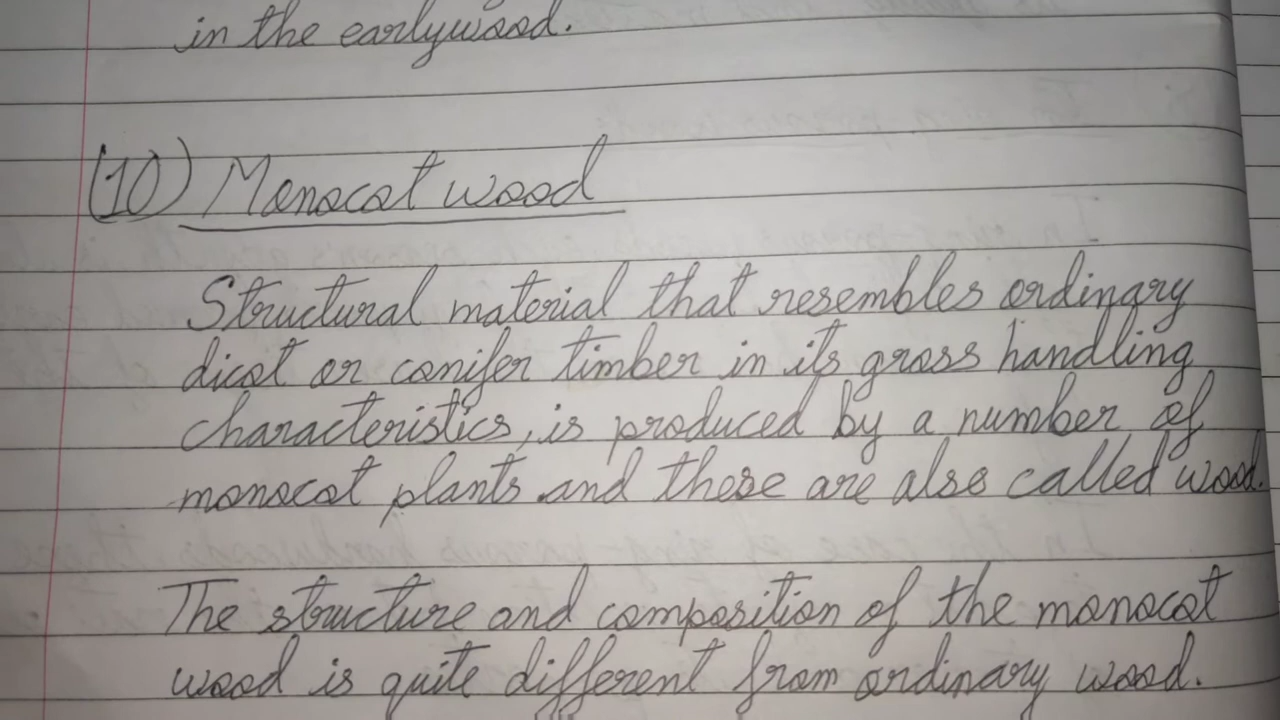 in the earlywood.
(10) Monocot wood
Structural material that resembles ordinary
dicot or conifer timber in its gross handling
characteristics, is produced by a number of
monocot plants and these are also called wood.
The structure and composition of the monocot
wood is quite different from ordinary wood.